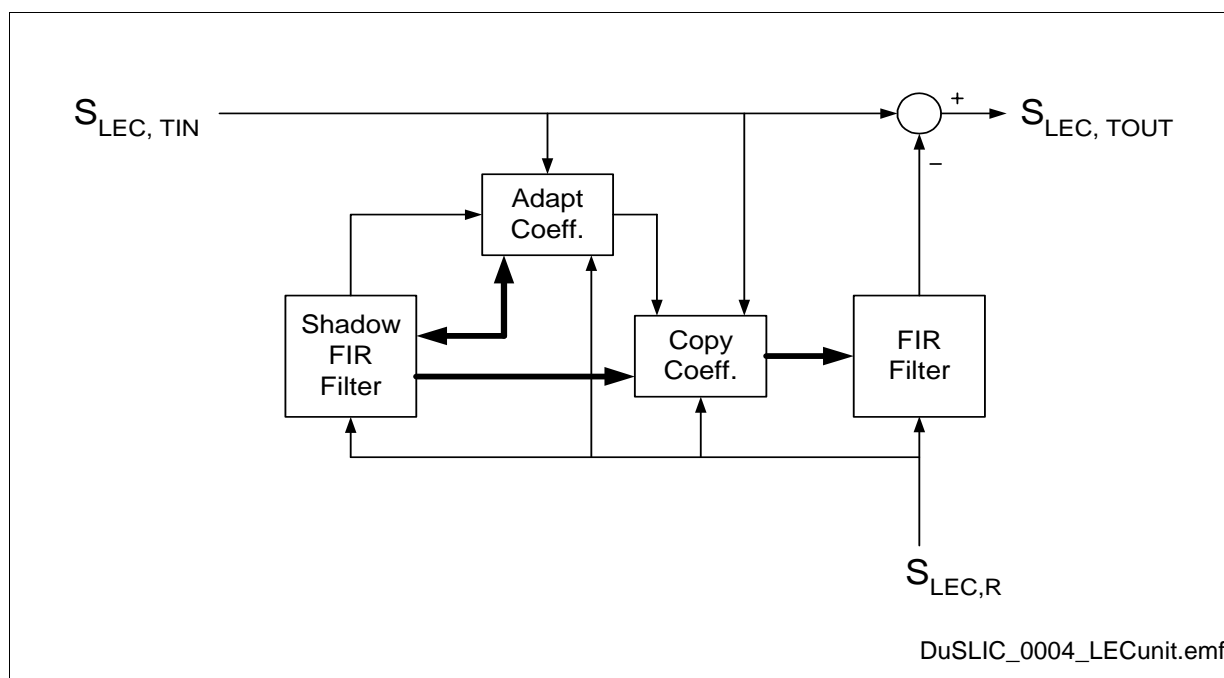 S_LEC, TIN
+
S_LEC, TOUT
–
Adapt
Coeff.
Shadow
FIR
Filter
Copy
Coeff.
FIR
Filter
S_LEC,R
DuSLIC_0004_LECunit.emf